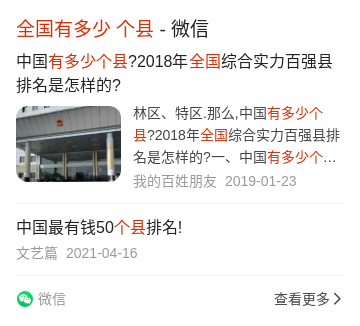 全国有多少 个县 - 微信
中国有多少个县?2018年全国综合实力百强县
排名是怎样的?
林区、特区.那么,中国有多少个
县?2018年全国综合实力百强县排
名是怎样的?一、中国有多少个…
我的百姓朋友 2019-01-23
中国最有钱50个县排名!
文艺篇 2021-04-16
微信
查看更多